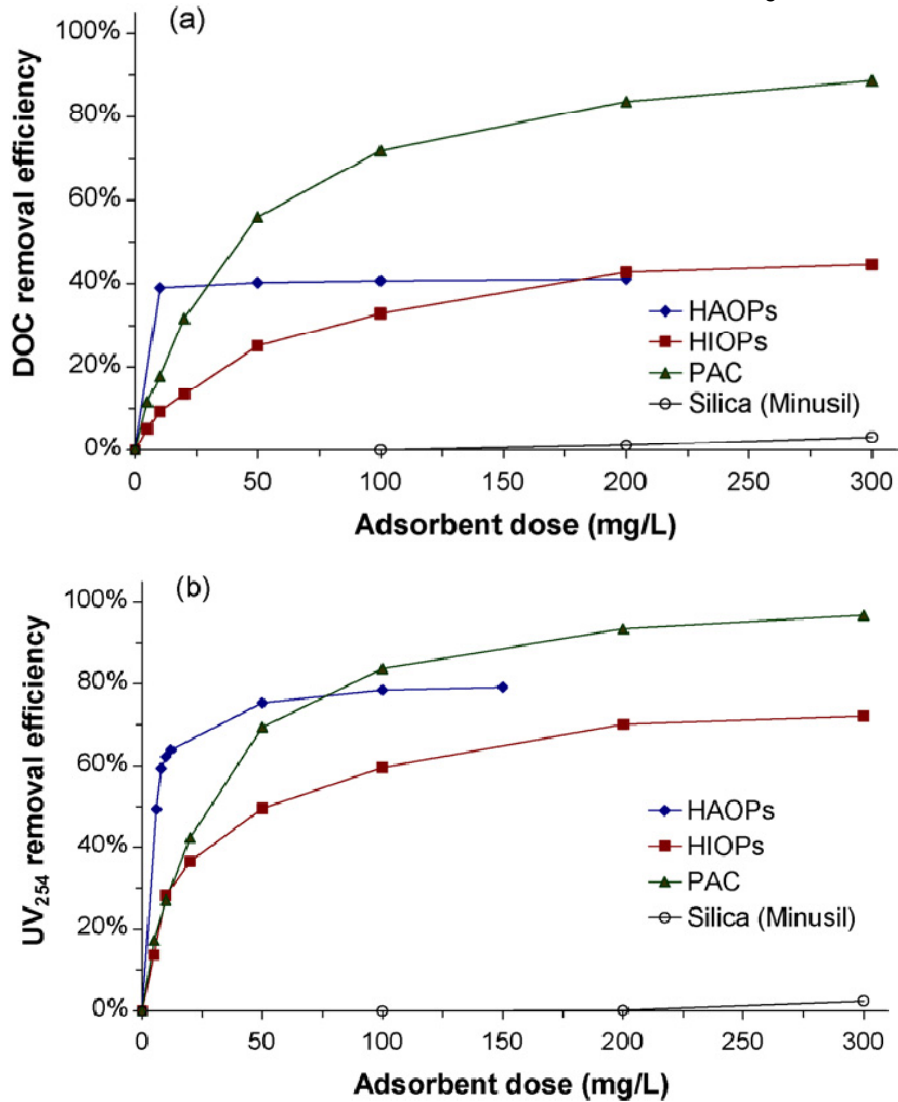 (a)
DOC removal efficiency
100%
80%
60%
40%
20%
0%
HAOPs
HIOPs
PAC
Silica (Minusil)
0 50 100 150 200 250 300
Adsorbent dose (mg/L)
(b)
UV254 removal efficiency
100%
80%
60%
40%
20%
0%
HAOPs
HIOPs
PAC
Silica (Minusil)
0 50 100 150 200 250 300
Adsorbent dose (mg/L)